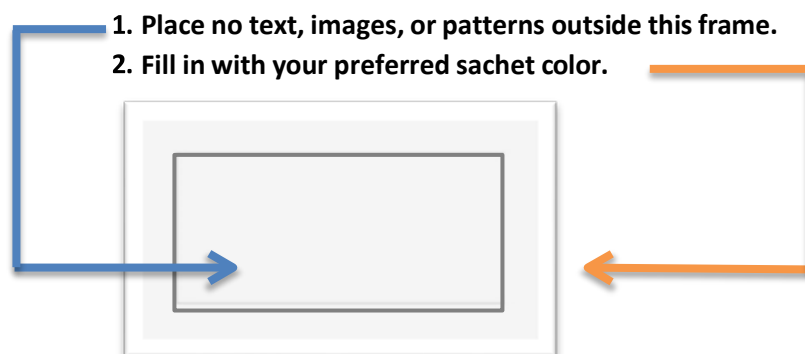 1. Place no text, images, or patterns outside this frame.
2. Fill in with your preferred sachet color.